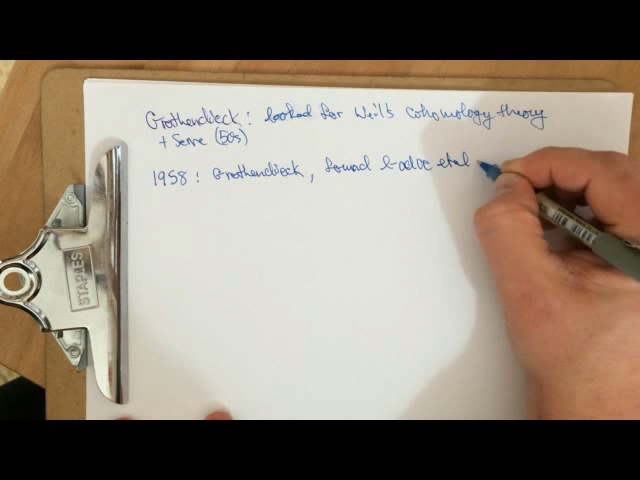 Grothendieck: looked for Weil's cohomology theory
+ Serre (50s)
1958: Grothendieck, found l-adic etal
STAPLES